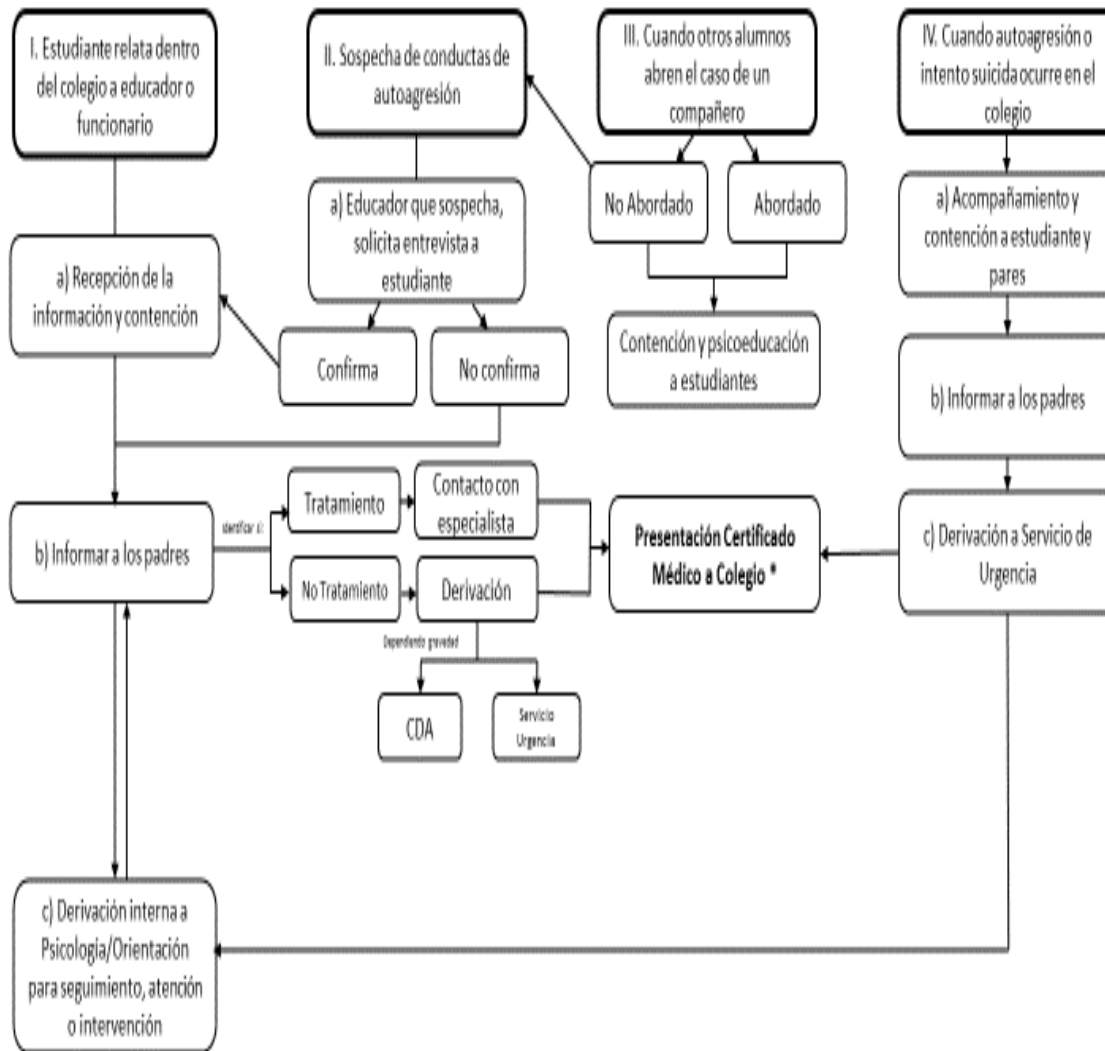 I. Estudiante relata dentro
del colegio a educador o
funcionario
II. Sospecha de conductas de
autoagresión
III. Cuando otros alumnos
abren el caso de un
compañero
IV. Cuando autoagresión o
intento suicida ocurre en el
colegio
a) Educador que sospecha,
solicita entrevista a
estudiante
No Abordado
Abordado
a) Acompañamiento y
contención a estudiante y
pares
a) Recepción de la
información y contención
Confirma
No confirma
Contención y psicoeducación
a estudiantes
b) Informar a los padres
b) Informar a los padres
Identificar si:
Tratamiento
Contacto con
especialista
No Tratamiento
Derivación
Presentación Certificado
Médico a Colegio *
c) Derivación a Servicio de
Urgencia
Dependiendo gravedad
CDA
Servicio
Urgencia
c) Derivación interna a
Psicología/Orientación
para seguimiento, atención
o intervención